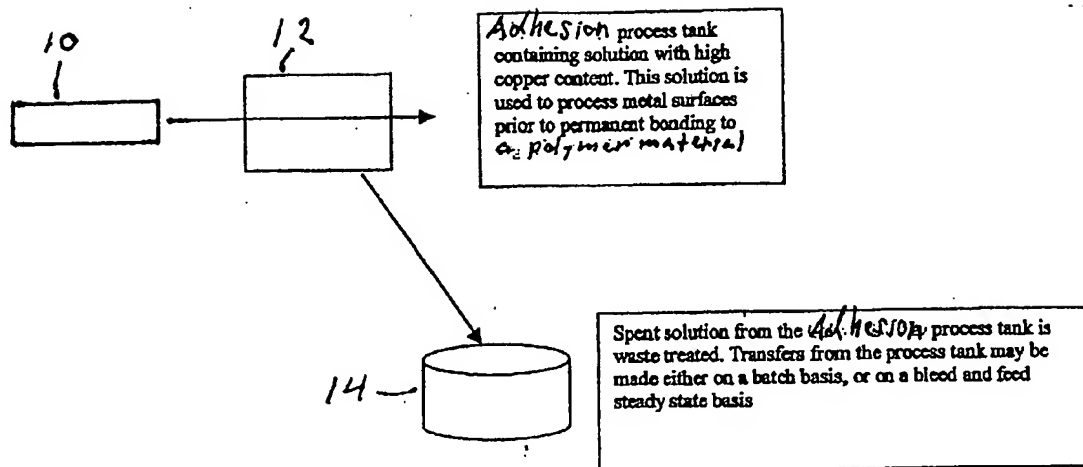 10
12
Adhesion process tank
containing solution with high
copper content. This solution is
used to process metal surfaces
prior to permanent bonding to
a polymer material
14
Spent solution from the Adhesion process tank is
waste treated. Transfers from the process tank may be
made either on a batch basis, or on a bleed and feed
steady state basis